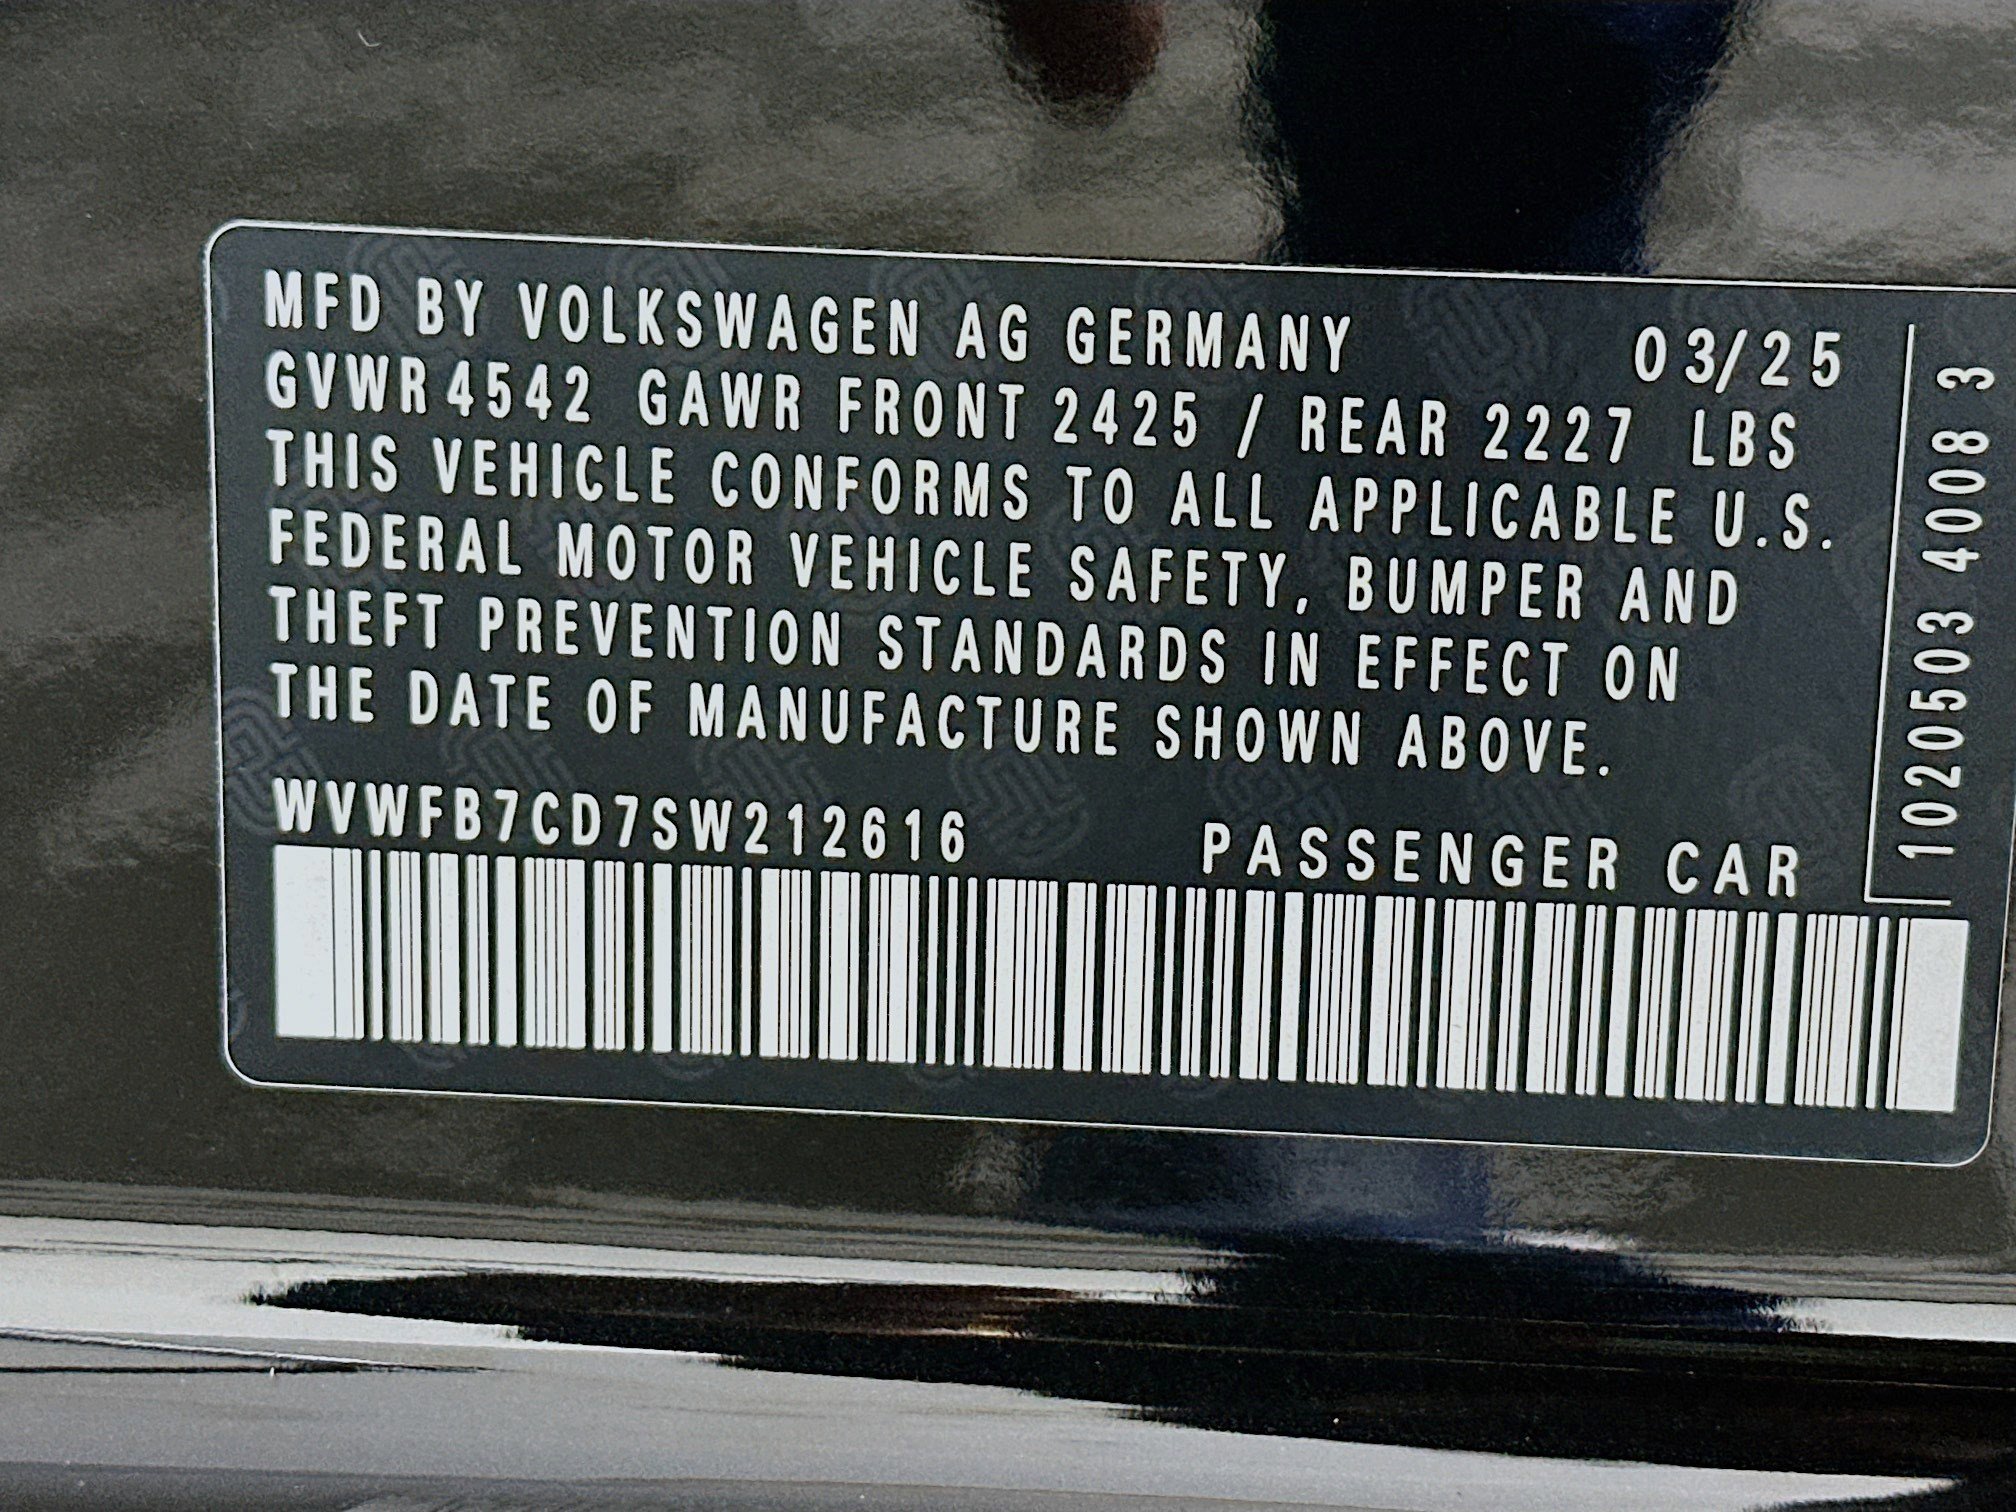 MFD BY VOLKSWAGEN AG GERMANY 03/25
GVWR 4542 GAWR FRONT 2425 / REAR 2227 LBS
THIS VEHICLE CONFORMS TO ALL APPLICABLE U.S.
FEDERAL MOTOR VEHICLE SAFETY, BUMPER AND
THEFT PREVENTION STANDARDS IN EFFECT ON
THE DATE OF MANUFACTURE SHOWN ABOVE.
WVWFB7CD7SW212616 PASSENGER CAR
1020503 4008 3